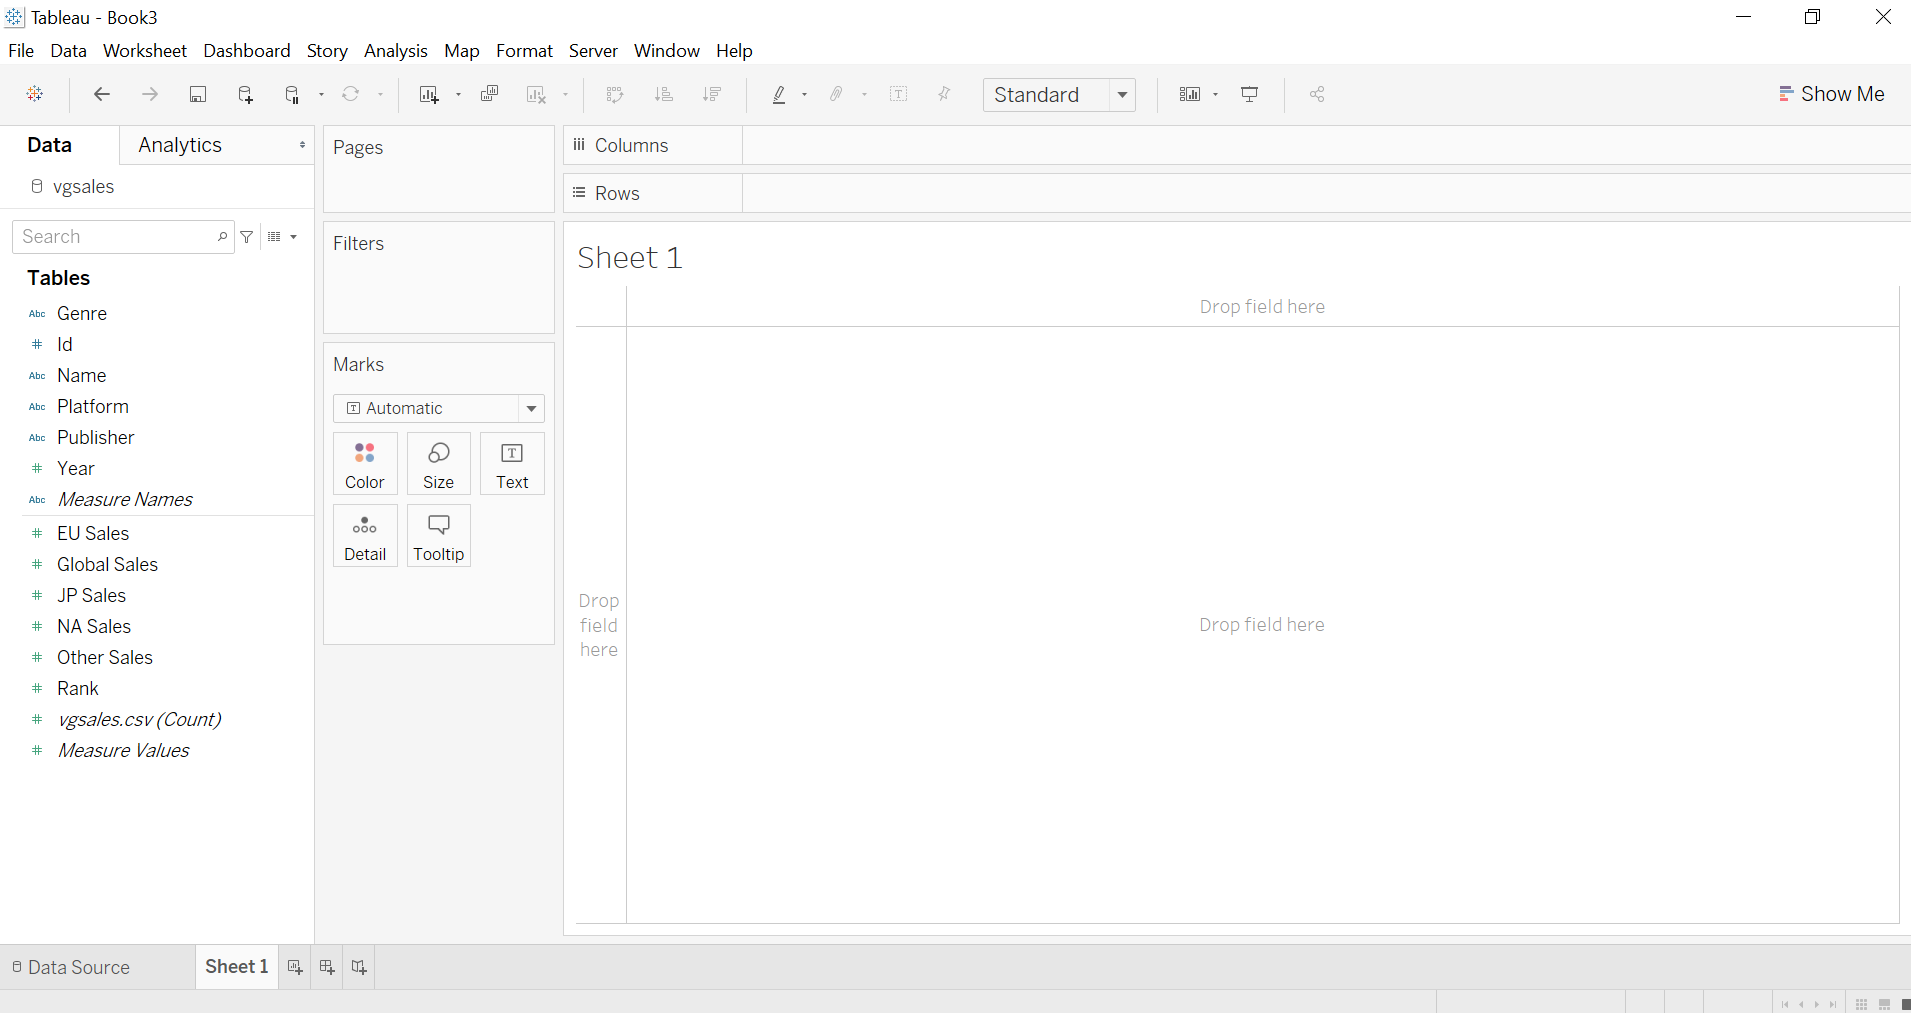 Tableau - Book3
File Data Worksheet Dashboard Story Analysis Map Format Server Window Help
Standard
Show Me
Data Analytics
vgsales
Search
Tables
Abc Genre
# Id
Abc Name
Abc Platform
Abc Publisher
# Year
Abc Measure Names
# EU Sales
# Global Sales
# JP Sales
# NA Sales
# Other Sales
# Rank
# vgsales.csv (Count)
# Measure Values
Pages
Filters
Marks
T Automatic
Color Size Text
Detail Tooltip
Columns
Rows
Sheet 1
Drop field here
Drop
field
here
Drop field here
Data Source Sheet 1